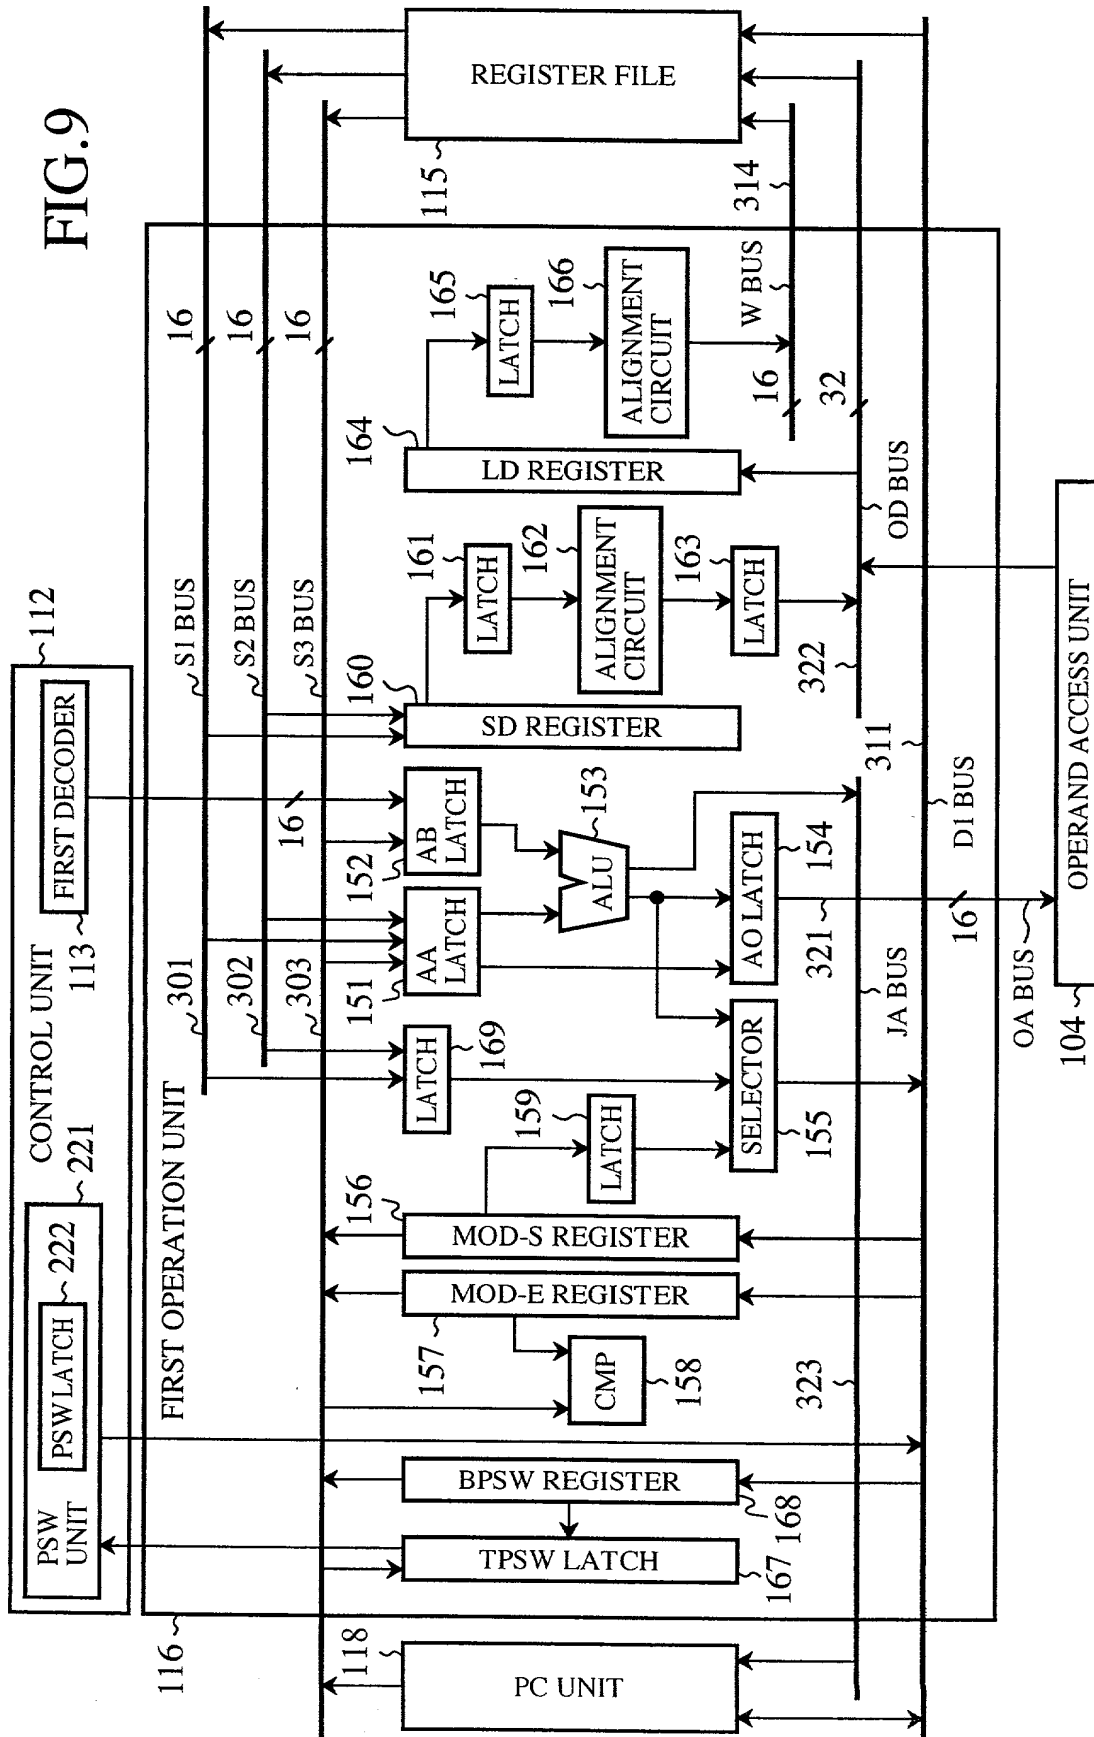 FIG.9
CONTROL UNIT
112
PSW UNIT
PSW LATCH
222
221
FIRST DECODER
113
FIRST OPERATION UNIT
116
301
302
303
S1 BUS
S2 BUS
S3 BUS
16
16
16
16
PC UNIT
118
TPSW LATCH
167
BPSW REGISTER
168
CMP
158
MOD-E REGISTER
157
MOD-S REGISTER
156
LATCH
159
LATCH
169
SELECTOR
155
AA LATCH
151
AB LATCH
152
ALU
153
AO LATCH
154
SD REGISTER
160
LATCH
161
ALIGNMENT CIRCUIT
162
LATCH
163
LD REGISTER
164
LATCH
165
ALIGNMENT CIRCUIT
166
REGISTER FILE
115
W BUS
314
16
32
OD BUS
322
JA BUS
323
321
D1 BUS
311
16
OA BUS
OPERAND ACCESS UNIT
104